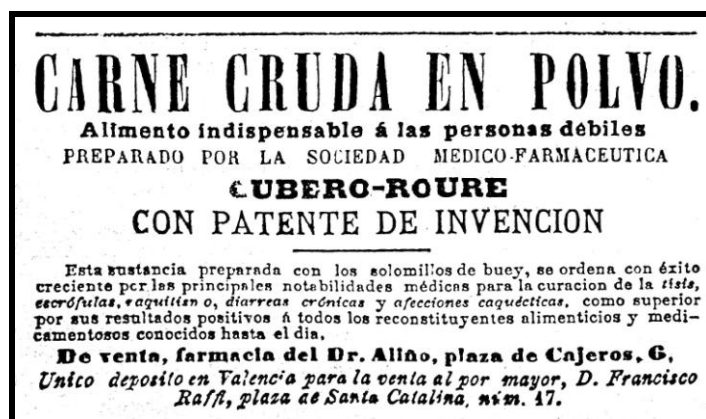 CARNE CRUDA EN POLVO.
Alimento indispensable á las personas débiles
PREPARADO POR LA SOCIEDAD MEDICO-FARMACEUTICA
CUBERO-ROURE
CON PATENTE DE INVENCION
Esta sustancia preparada con los solomillos de buey, se ordena con éxito
creciente por las principales notabilidades médicas para la curacion de la tisis,
escrófulas, raquitismo, diarreas crónicas y afecciones caquécticas, como superior
por sus resultados positivos á todos los reconstituyentes alimenticios y medi-
camentosos conocidos hasta el dia.
De venta, farmacia del Dr. Aliño, plaza de Cajeros, 6,
Unico deposito en Valencia para la venta al por mayor, D. Francisco
Raffí, plaza de Santa Catalina, núm. 17.